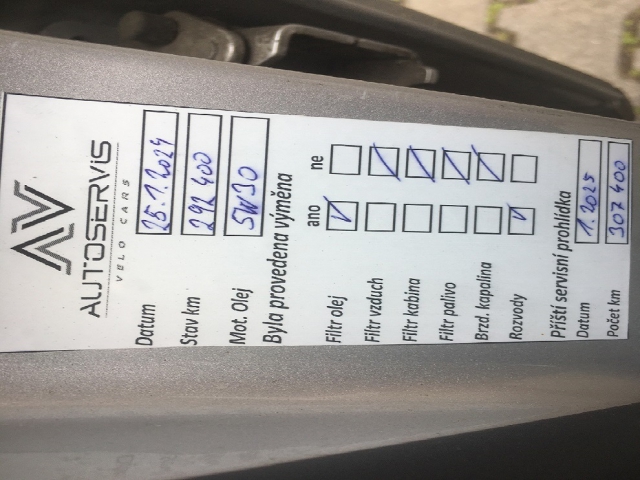 AV
AUTOSERVIS
VELO CARS
Datum 25.1.2024
Stav km 292 400
Mot. Olej 5W30
Byla provedena výměna
ano ne
Filtr olej
Filtr vzduch
Filtr kabina
Filtr palivo
Brzd. kapalina
Rozvody
Příští servisní prohlídka
Datum 1.2025
Počet km 307 400